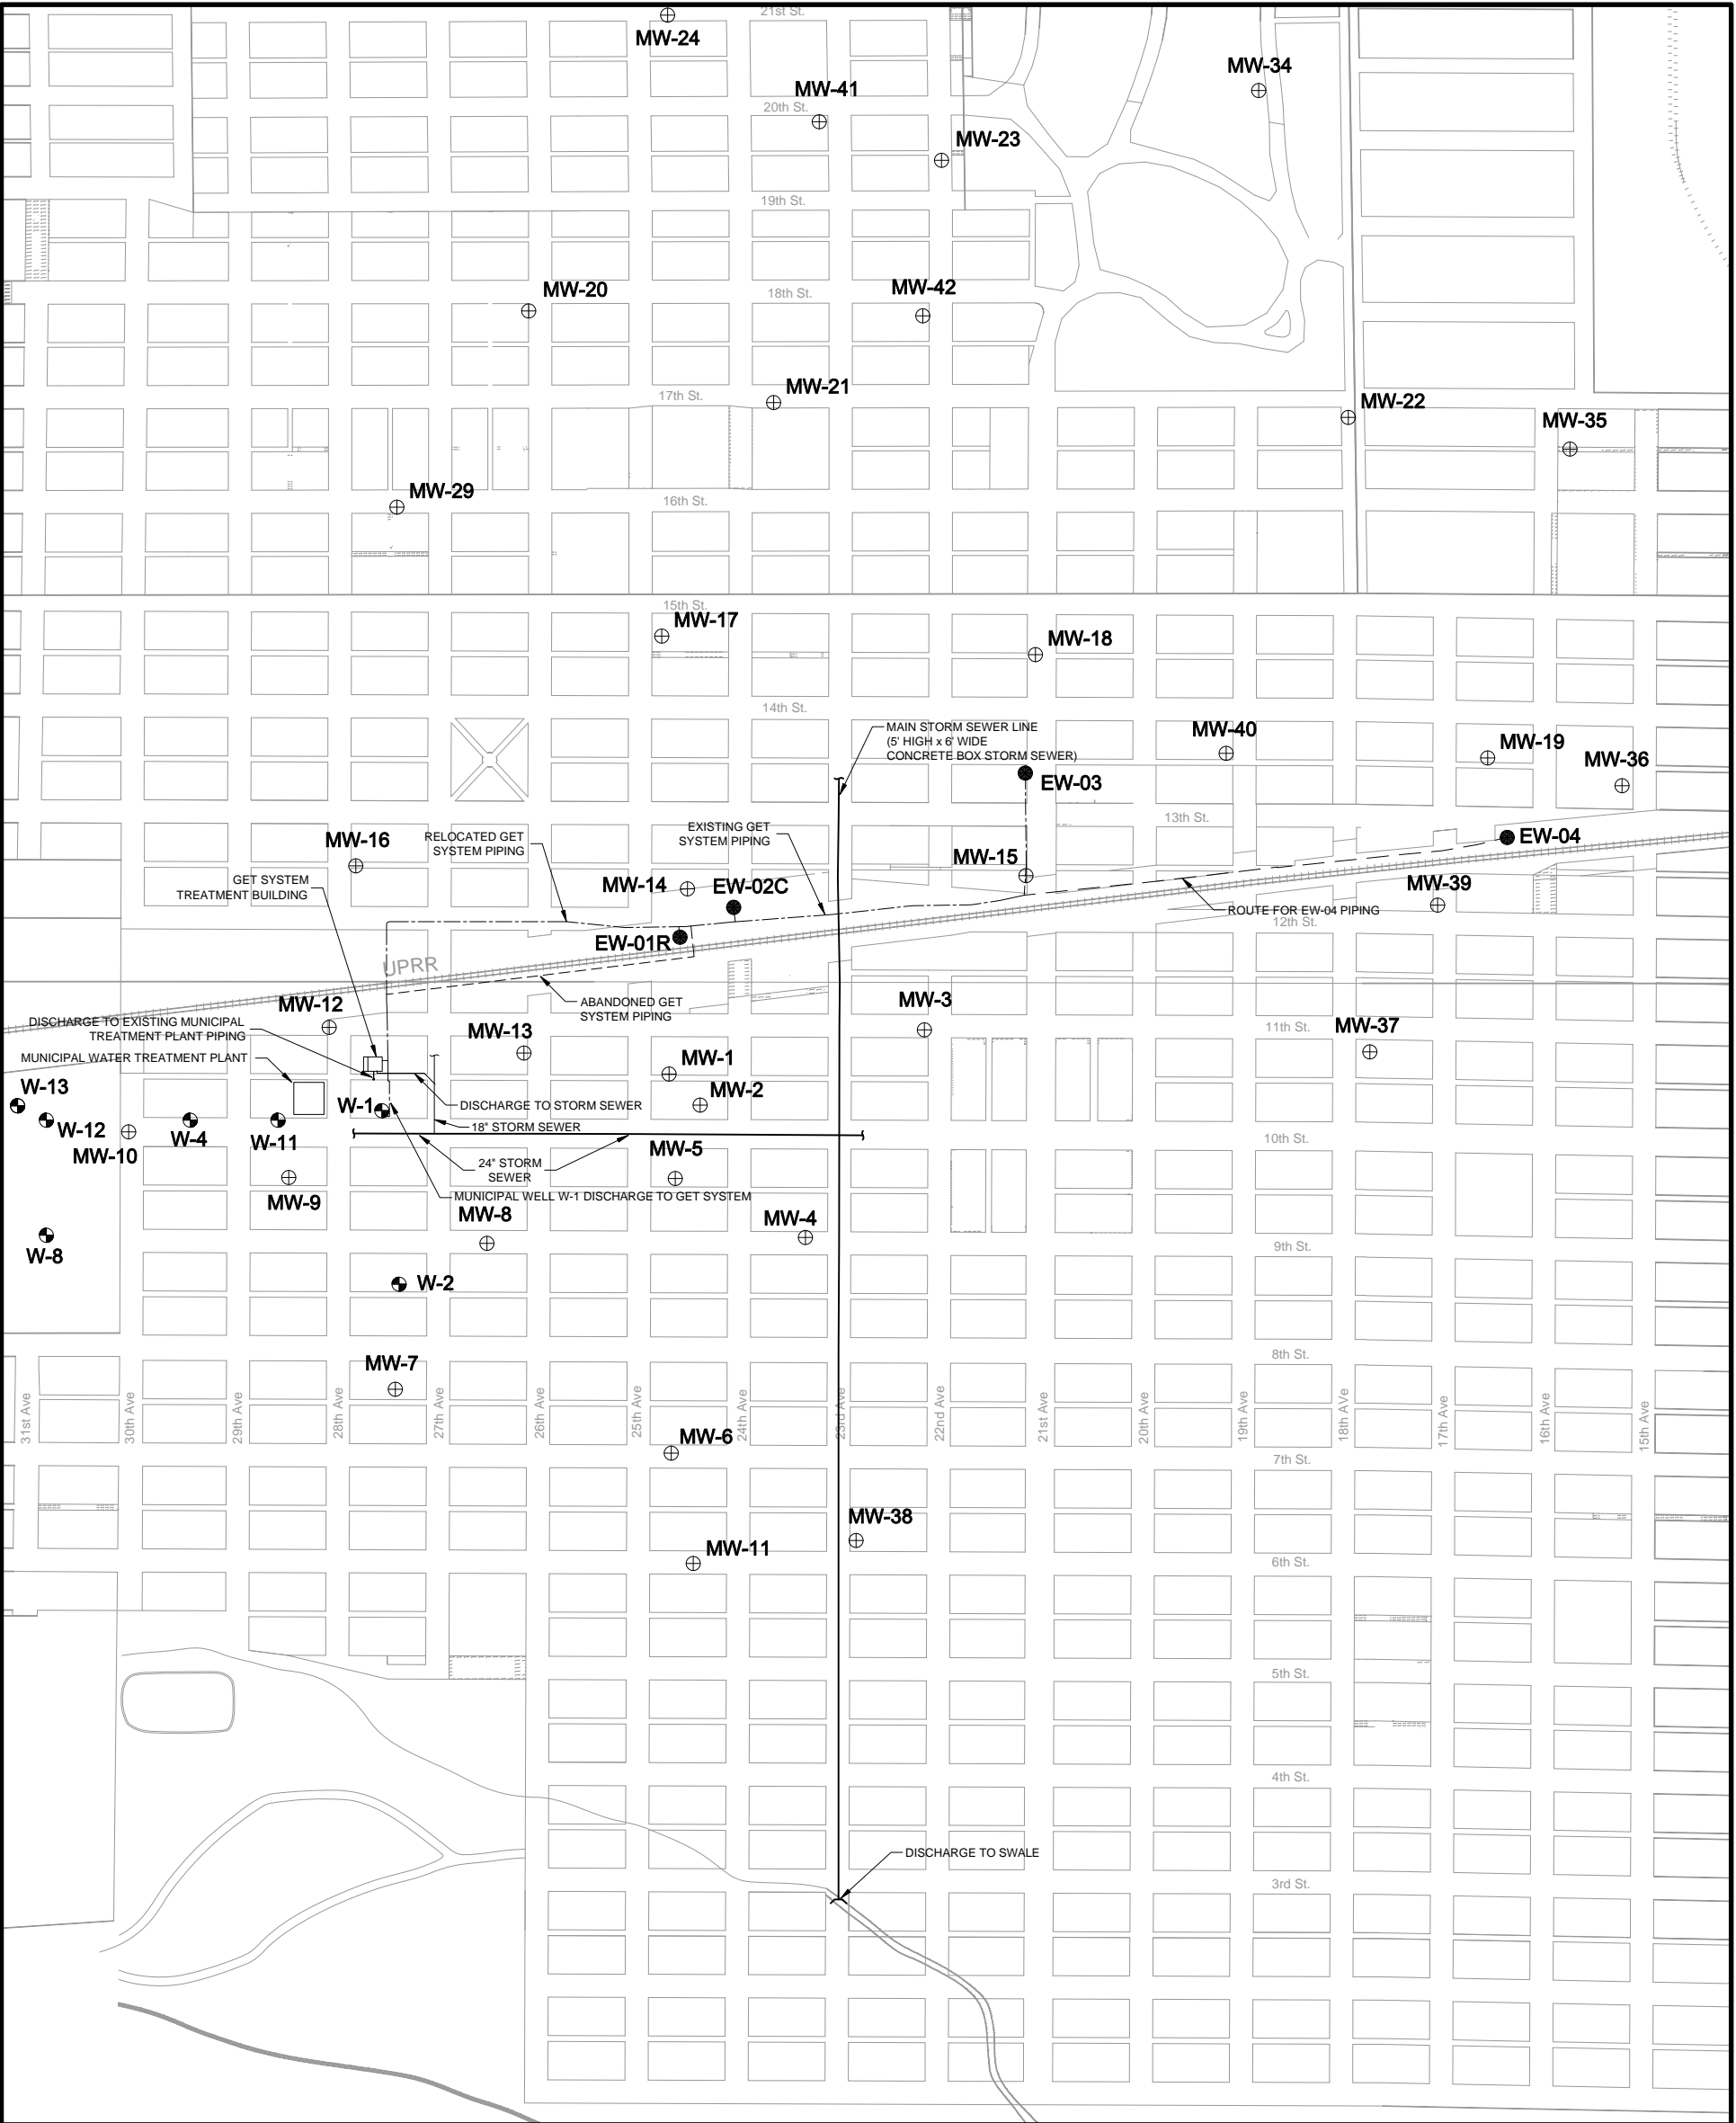 21st St.
MW-24
MW-34
MW-41
20th St.
MW-23
19th St.
MW-20
18th St.
MW-42
MW-21
17th St.
MW-22
MW-35
MW-29
16th St.
15th St.
MW-17
MW-18
14th St.
MAIN STORM SEWER LINE
(5' HIGH x 6' WIDE
CONCRETE BOX STORM SEWER)
MW-40
MW-19
MW-36
EW-03
13th St.
EW-04
MW-16
RELOCATED GET
SYSTEM PIPING
EXISTING GET
SYSTEM PIPING
MW-15
GET SYSTEM
TREATMENT BUILDING
MW-14
EW-02C
MW-39
ROUTE FOR EW-04 PIPING
12th St.
EW-01R
UPRR
ABANDONED GET
SYSTEM PIPING
MW-12
MW-3
DISCHARGE TO EXISTING MUNICIPAL
TREATMENT PLANT PIPING
MW-13
11th St.
MW-37
MUNICIPAL WATER TREATMENT PLANT
MW-1
W-13
MW-2
W-1
DISCHARGE TO STORM SEWER
W-12
W-4
W-11
18" STORM SEWER
10th St.
MW-10
MW-5
24" STORM
SEWER
MW-9
MUNICIPAL WELL W-1 DISCHARGE TO GET SYSTEM
MW-8
MW-4
9th St.
W-8
W-2
8th St.
MW-7
31st Ave
30th Ave
29th Ave
28th Ave
27th Ave
26th Ave
25th Ave
24th Ave
23rd Ave
22nd Ave
21st Ave
20th Ave
19th Ave
18th AVe
17th Ave
16th Ave
15th Ave
MW-6
7th St.
MW-38
MW-11
6th St.
5th St.
4th St.
DISCHARGE TO SWALE
3rd St.